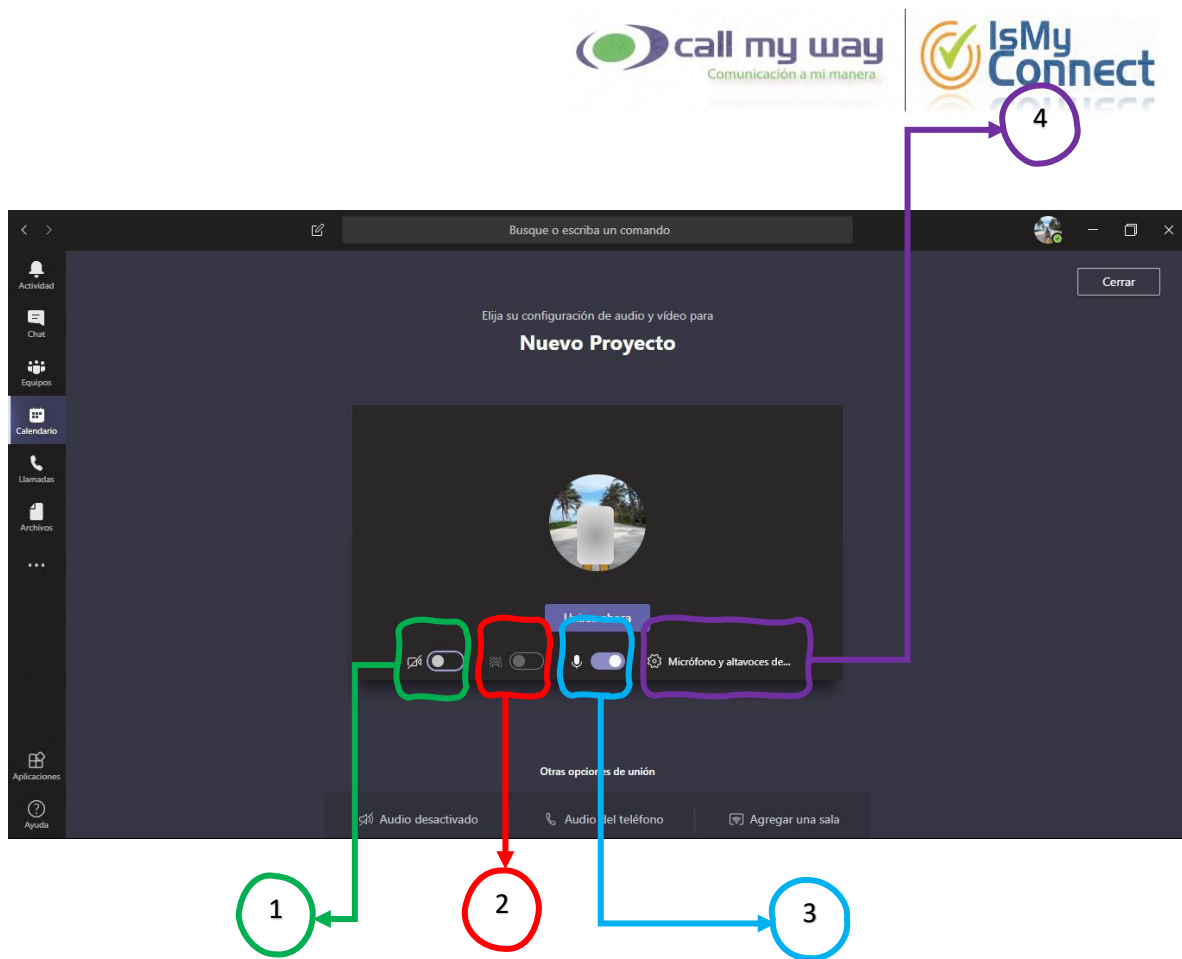 call my way
Comunicación a mi manera
IsMy
Connect
4
Busque o escriba un comando
Actividad
Cerrar
Chat
Elija su configuración de audio y vídeo para
Nuevo Proyecto
Equipos
Calendario
Llamadas
Archivos
Unirse ahora
Micrófono y altavoces de...
Otras opciones de unión
Aplicaciones
Audio desactivado
Audio del teléfono
Agregar una sala
Ayuda
1
2
3